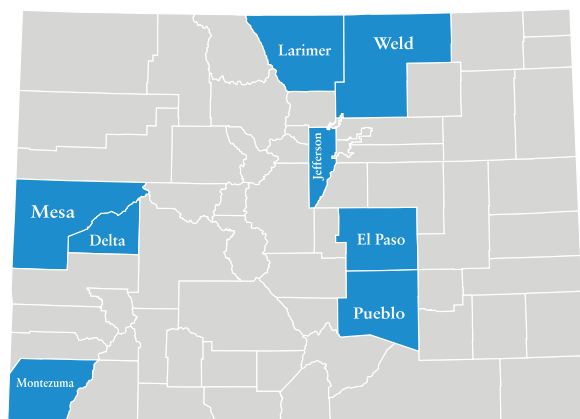 Larimer
Weld
Jefferson
Mesa
Delta
El Paso
Pueblo
Montezuma